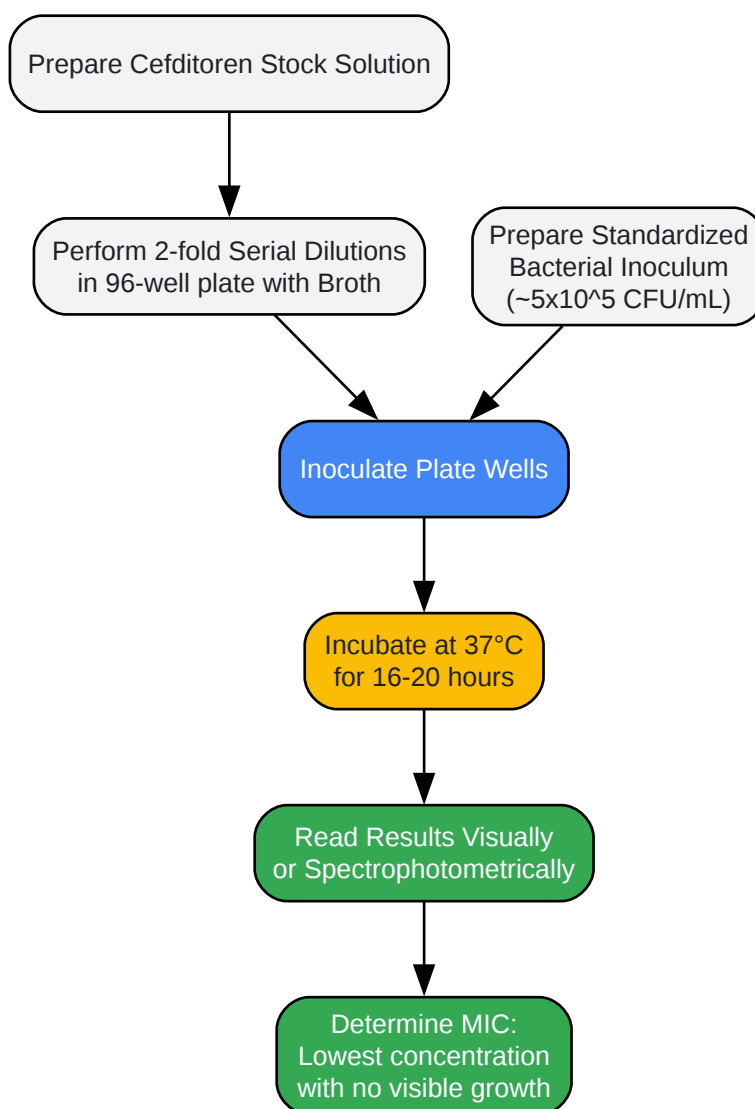 Prepare Cefditoren Stock Solution
Perform 2-fold Serial Dilutions
in 96-well plate with Broth
Prepare Standardized
Bacterial Inoculum
(~5x10^5 CFU/mL)
Inoculate Plate Wells
Incubate at 37°C
for 16-20 hours
Read Results Visually
or Spectrophotometrically
Determine MIC:
Lowest concentration
with no visible growth